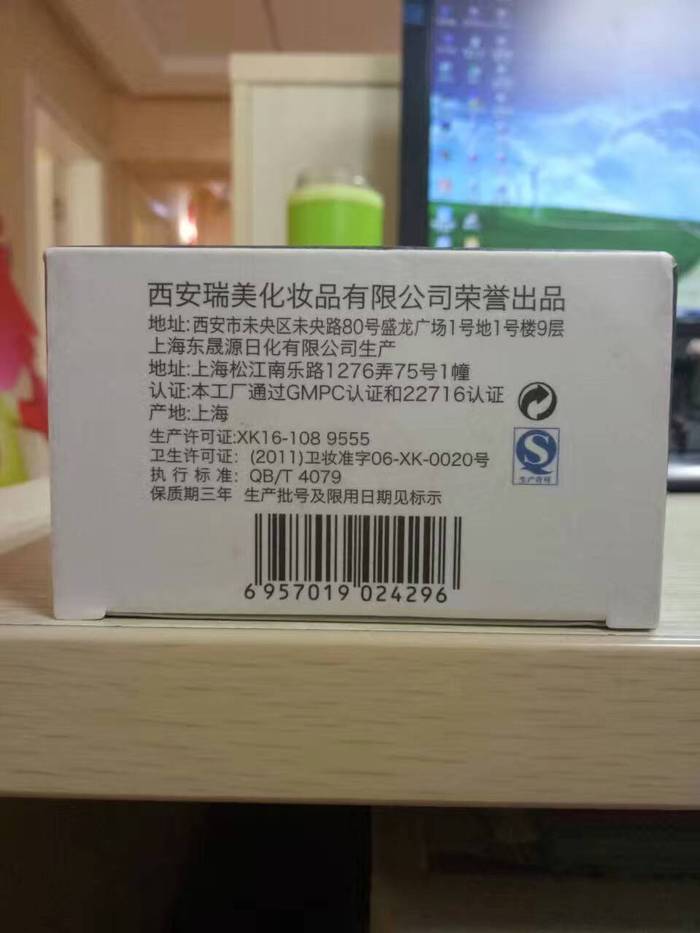 西安瑞美化妆品有限公司荣誉出品
地址:西安市未央区未央路80号盛龙广场1号地1号楼9层
上海东晟源日化有限公司生产
地址:上海松江南乐路1276弄75号1幢
认证:本工厂通过GMPC认证和22716认证
产地:上海
生产许可证:XK16-108 9555
卫生许可证: (2011)卫妆准字06-XK-0020号
执行标准: QB/T 4079
保质期三年 生产批号及限用日期见标示
生产许可
6957019024296